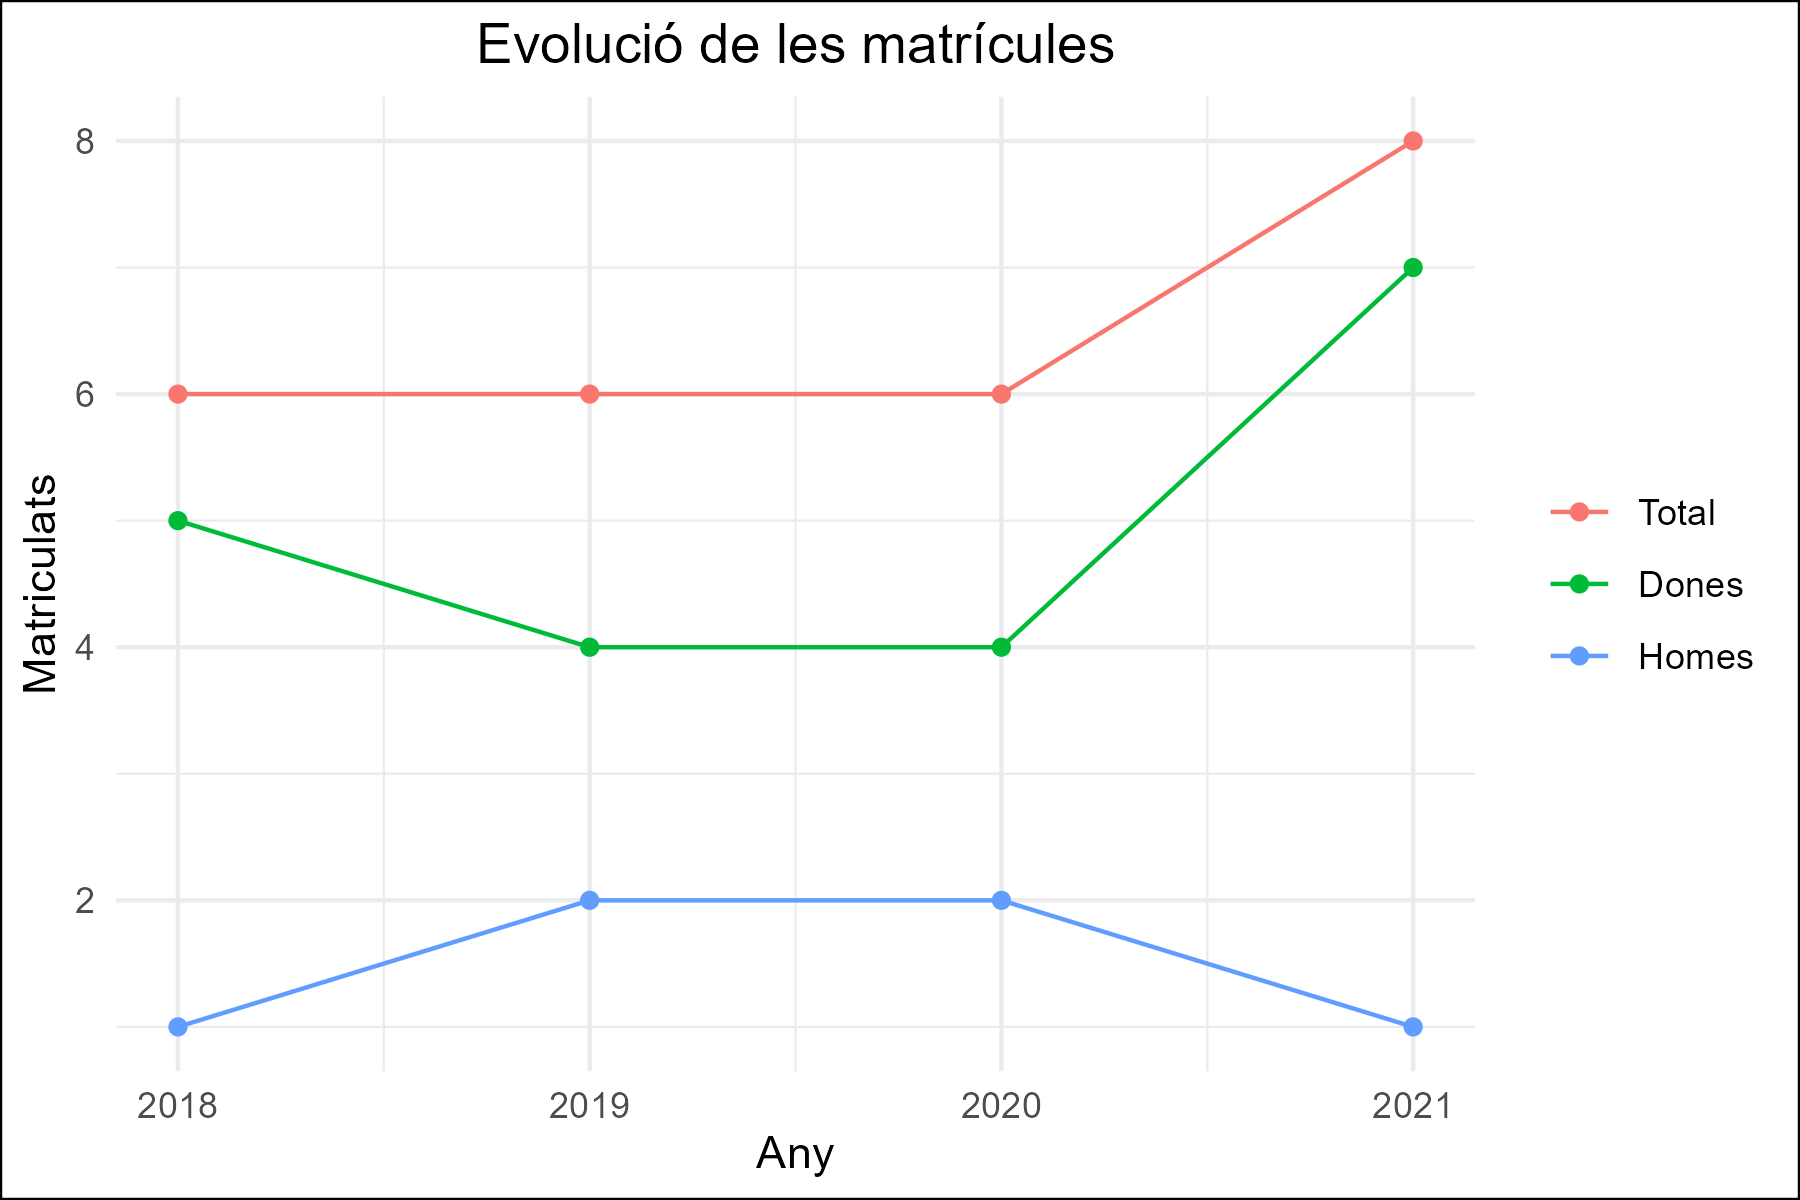 Evolució de les matrícules
8
6
4
2
Matriculats
2018 2019 2020 2021
Any
Total
Dones
Homes